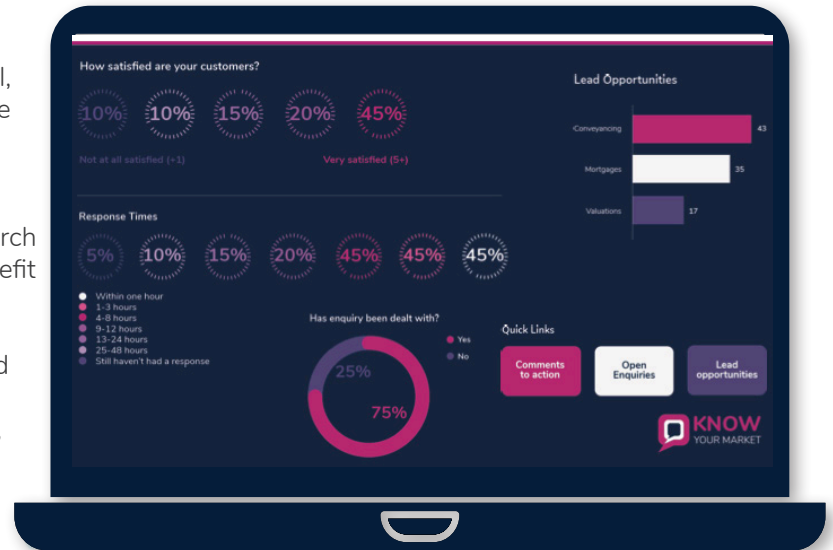 l,
e
rch
efit
d
How satisfied are your customers?
10% 10% 15% 20% 45%
Not at all satisfied (+1) Very satisfied (5+)
Response Times
5% 10% 15% 20% 45% 45% 45%
Within one hour
1-3 hours
4-8 hours
9-12 hours
13-24 hours
25-48 hours
Still haven't had a response
Has enquiry been dealt with?
Yes
No
25%
75%
Lead Opportunities
Conveyancing 43
Mortgages 35
Valuations 17
Quick Links
Comments
to action
Open
Enquiries
Lead
opportunities
KNOW
YOUR MARKET